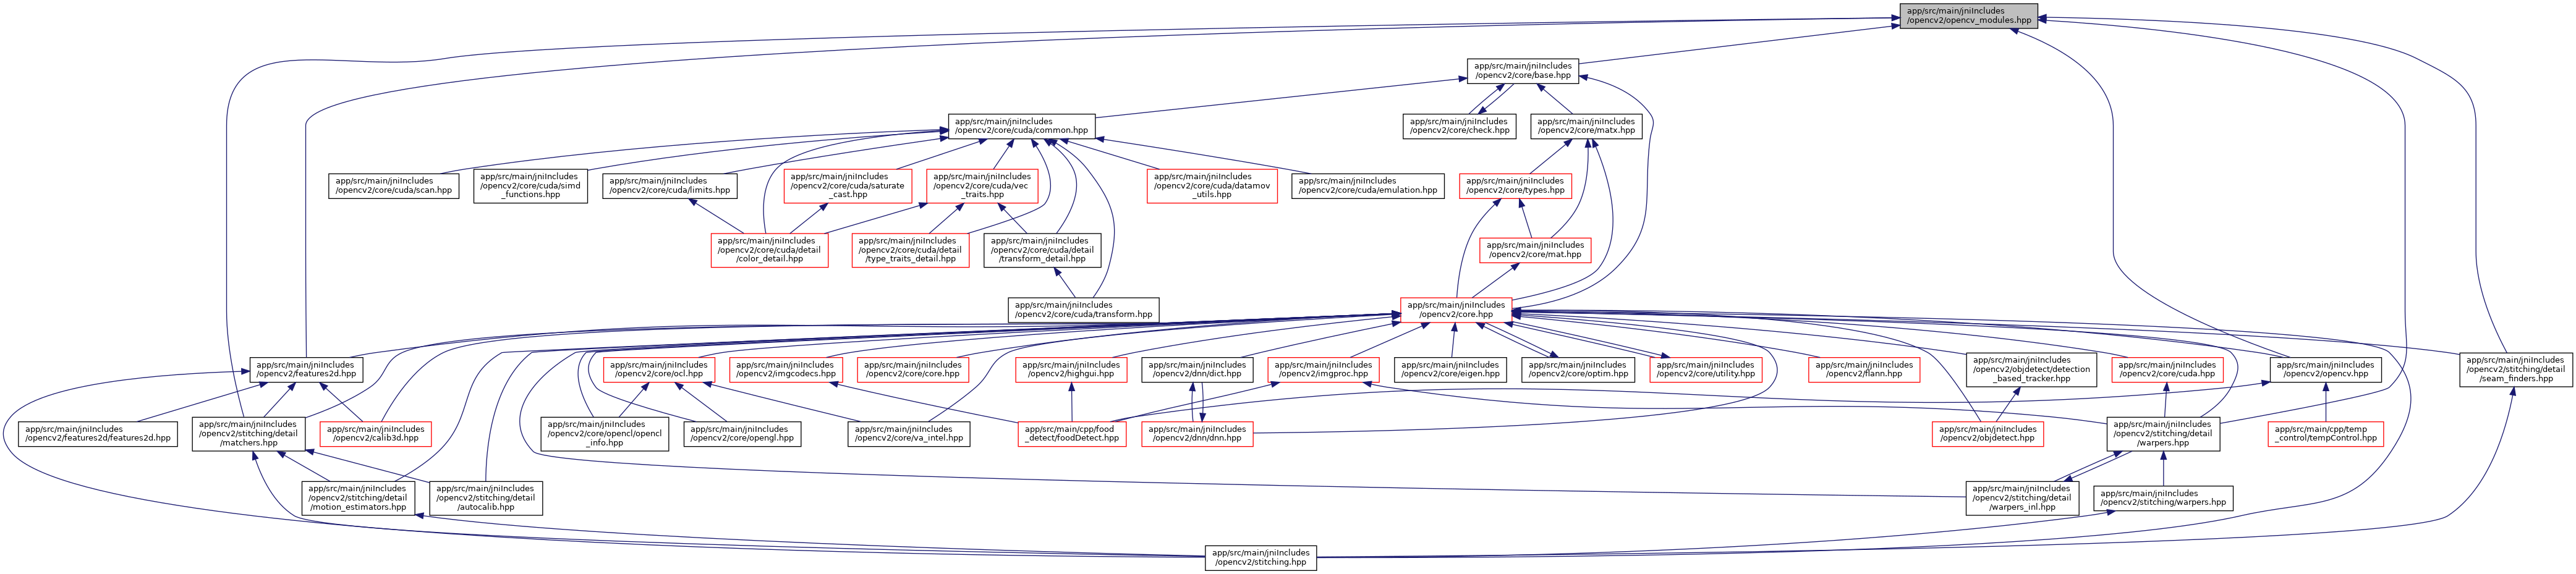 app/src/main/jniIncludes
/opencv2/opencv_modules.hpp
app/src/main/jniIncludes
/opencv2/core/base.hpp
app/src/main/jniIncludes
/opencv2/core/cuda/common.hpp
app/src/main/jniIncludes
/opencv2/core/check.hpp
app/src/main/jniIncludes
/opencv2/core/matx.hpp
app/src/main/jniIncludes
/opencv2/core/cuda/scan.hpp
app/src/main/jniIncludes
/opencv2/core/cuda/simd
_functions.hpp
app/src/main/jniIncludes
/opencv2/core/cuda/limits.hpp
app/src/main/jniIncludes
/opencv2/core/cuda/saturate
_cast.hpp
app/src/main/jniIncludes
/opencv2/core/cuda/vec
_traits.hpp
app/src/main/jniIncludes
/opencv2/core/cuda/datamov
_utils.hpp
app/src/main/jniIncludes
/opencv2/core/cuda/emulation.hpp
app/src/main/jniIncludes
/opencv2/core/types.hpp
app/src/main/jniIncludes
/opencv2/core/cuda/detail
/color_detail.hpp
app/src/main/jniIncludes
/opencv2/core/cuda/detail
/type_traits_detail.hpp
app/src/main/jniIncludes
/opencv2/core/cuda/detail
/transform_detail.hpp
app/src/main/jniIncludes
/opencv2/core/mat.hpp
app/src/main/jniIncludes
/opencv2/core/cuda/transform.hpp
app/src/main/jniIncludes
/opencv2/core.hpp
app/src/main/jniIncludes
/opencv2/features2d.hpp
app/src/main/jniIncludes
/opencv2/core/ocl.hpp
app/src/main/jniIncludes
/opencv2/imgcodecs.hpp
app/src/main/jniIncludes
/opencv2/core/core.hpp
app/src/main/jniIncludes
/opencv2/highgui.hpp
app/src/main/jniIncludes
/opencv2/dnn/dict.hpp
app/src/main/jniIncludes
/opencv2/imgproc.hpp
app/src/main/jniIncludes
/opencv2/core/eigen.hpp
app/src/main/jniIncludes
/opencv2/core/optim.hpp
app/src/main/jniIncludes
/opencv2/core/utility.hpp
app/src/main/jniIncludes
/opencv2/flann.hpp
app/src/main/jniIncludes
/opencv2/objdetect/detection
_based_tracker.hpp
app/src/main/jniIncludes
/opencv2/core/cuda.hpp
app/src/main/jniIncludes
/opencv2/opencv.hpp
app/src/main/jniIncludes
/opencv2/stitching/detail
/seam_finders.hpp
app/src/main/jniIncludes
/opencv2/features2d/features2d.hpp
app/src/main/jniIncludes
/opencv2/stitching/detail
/matchers.hpp
app/src/main/jniIncludes
/opencv2/calib3d.hpp
app/src/main/jniIncludes
/opencv2/core/opencl/opencl
_info.hpp
app/src/main/jniIncludes
/opencv2/core/opengl.hpp
app/src/main/jniIncludes
/opencv2/core/va_intel.hpp
app/src/main/cpp/food
_detect/foodDetect.hpp
app/src/main/jniIncludes
/opencv2/dnn/dnn.hpp
app/src/main/jniIncludes
/opencv2/objdetect.hpp
app/src/main/jniIncludes
/opencv2/stitching/detail
/warpers.hpp
app/src/main/cpp/temp
_control/tempControl.hpp
app/src/main/jniIncludes
/opencv2/stitching/detail
/motion_estimators.hpp
app/src/main/jniIncludes
/opencv2/stitching/detail
/autocalib.hpp
app/src/main/jniIncludes
/opencv2/stitching/detail
/warpers_inl.hpp
app/src/main/jniIncludes
/opencv2/stitching/warpers.hpp
app/src/main/jniIncludes
/opencv2/stitching.hpp